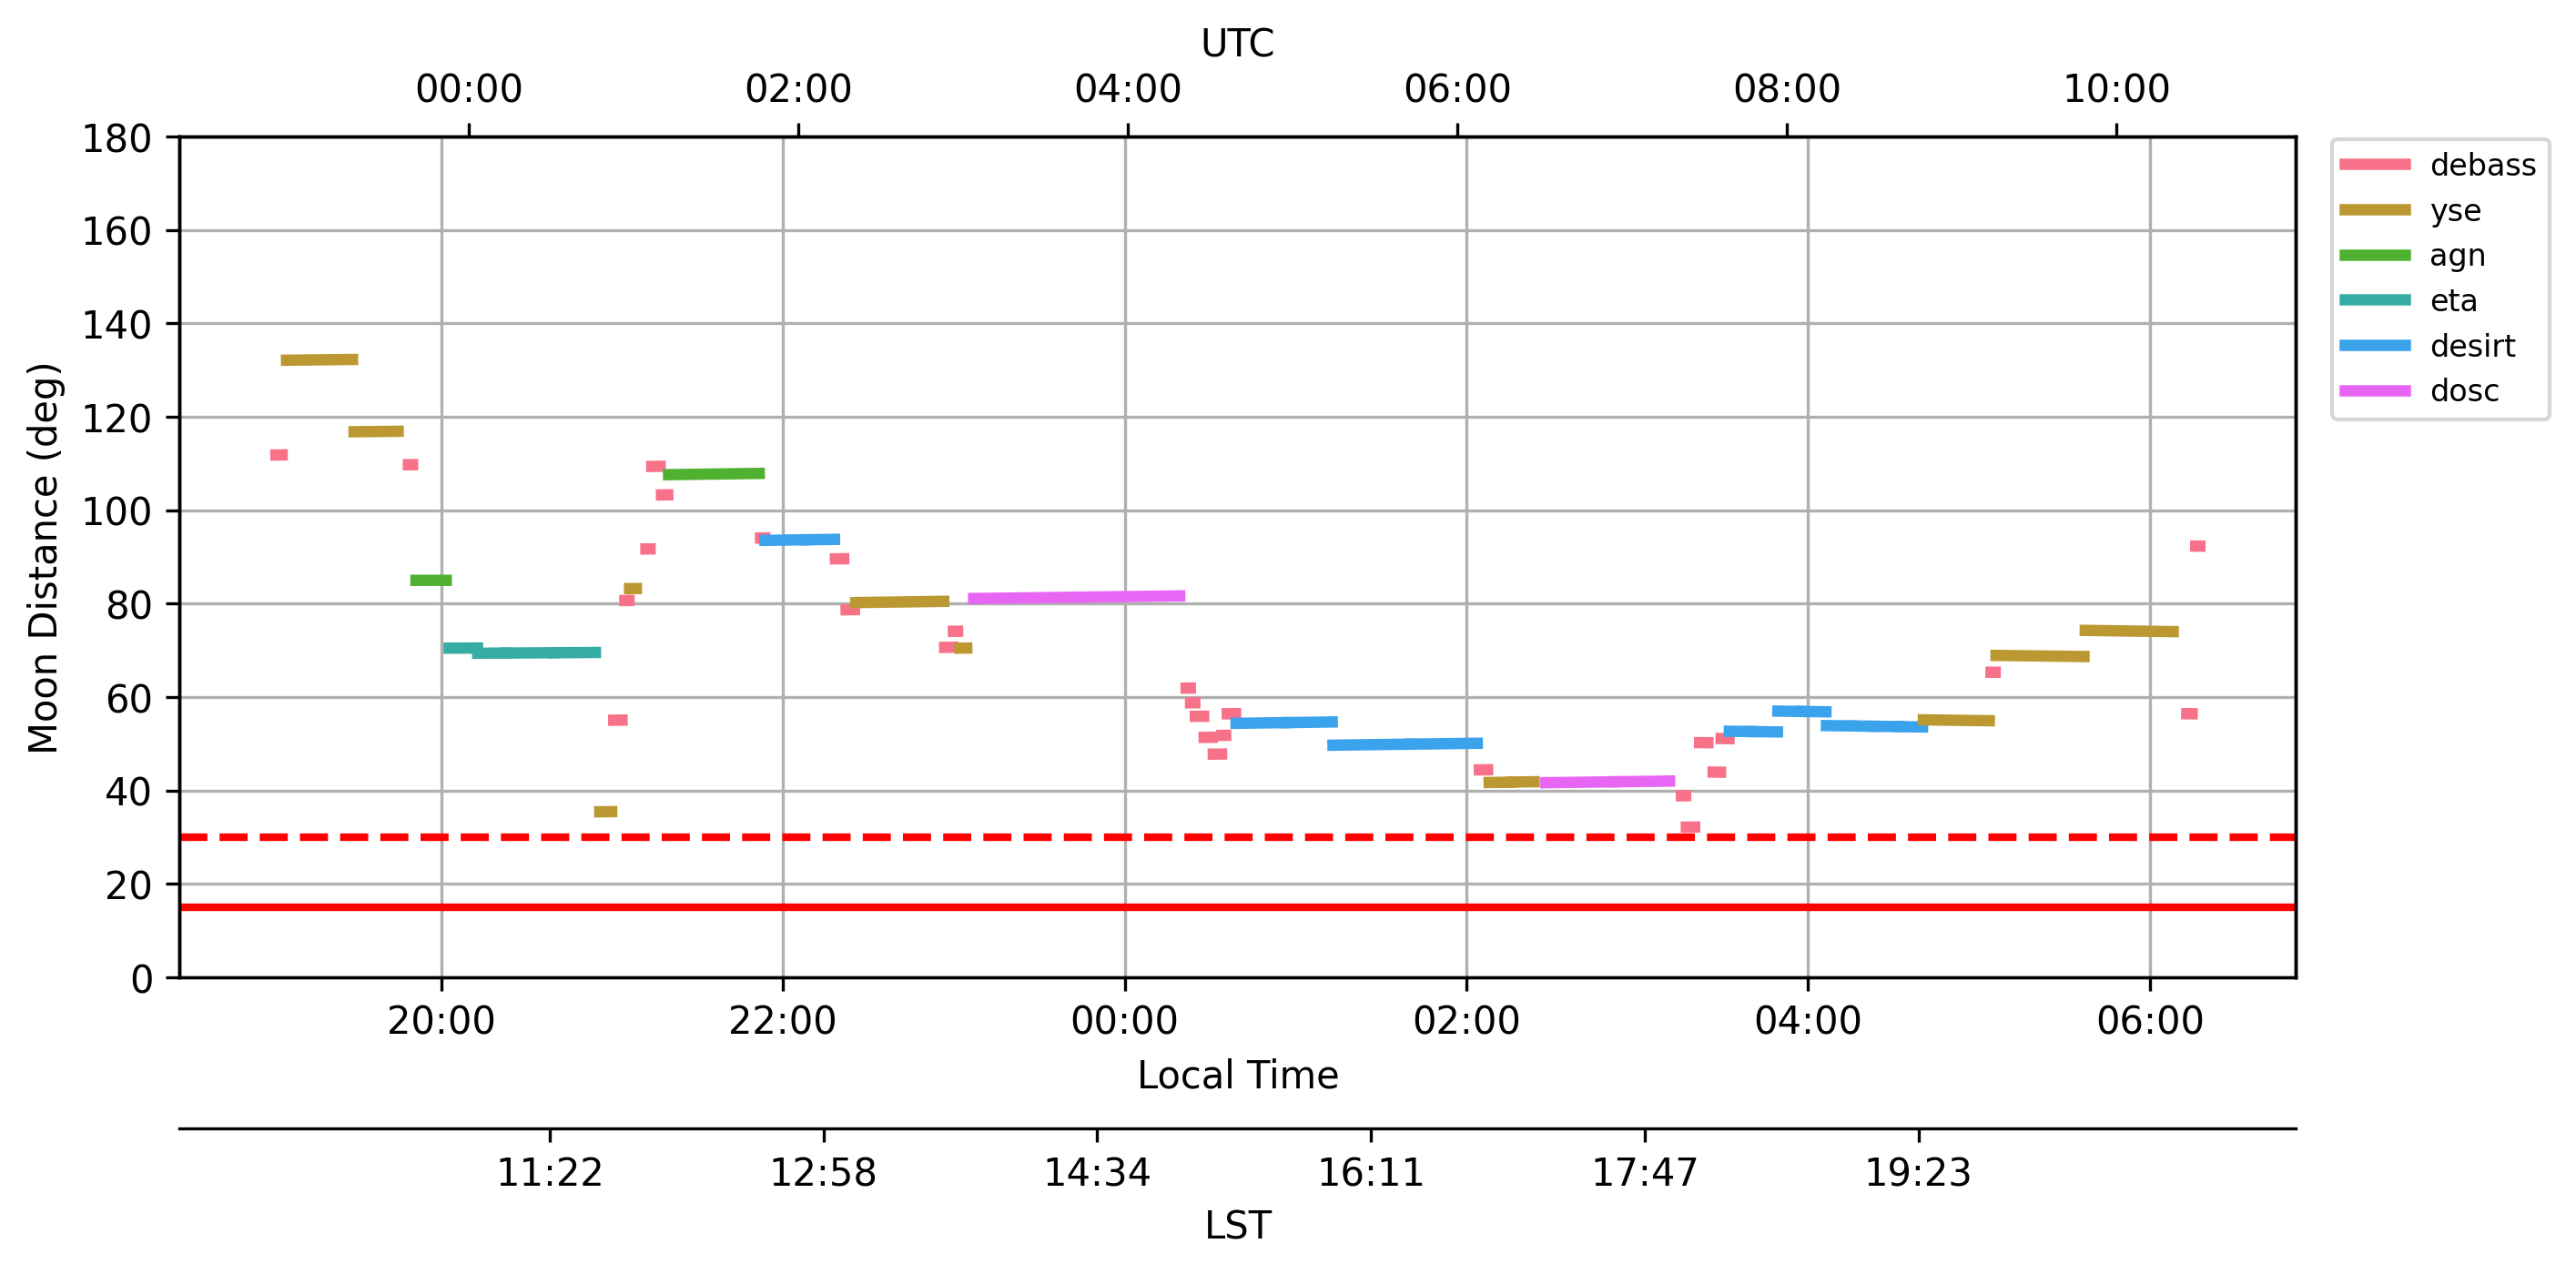 UTC
00:00 02:00 04:00 06:00 08:00 10:00
180
160
140
120
100
80
60
40
20
0
Moon Distance (deg)
debass
yse
agn
eta
desirt
dosc
20:00 22:00 00:00 02:00 04:00 06:00
Local Time
11:22 12:58 14:34 16:11 17:47 19:23
LST